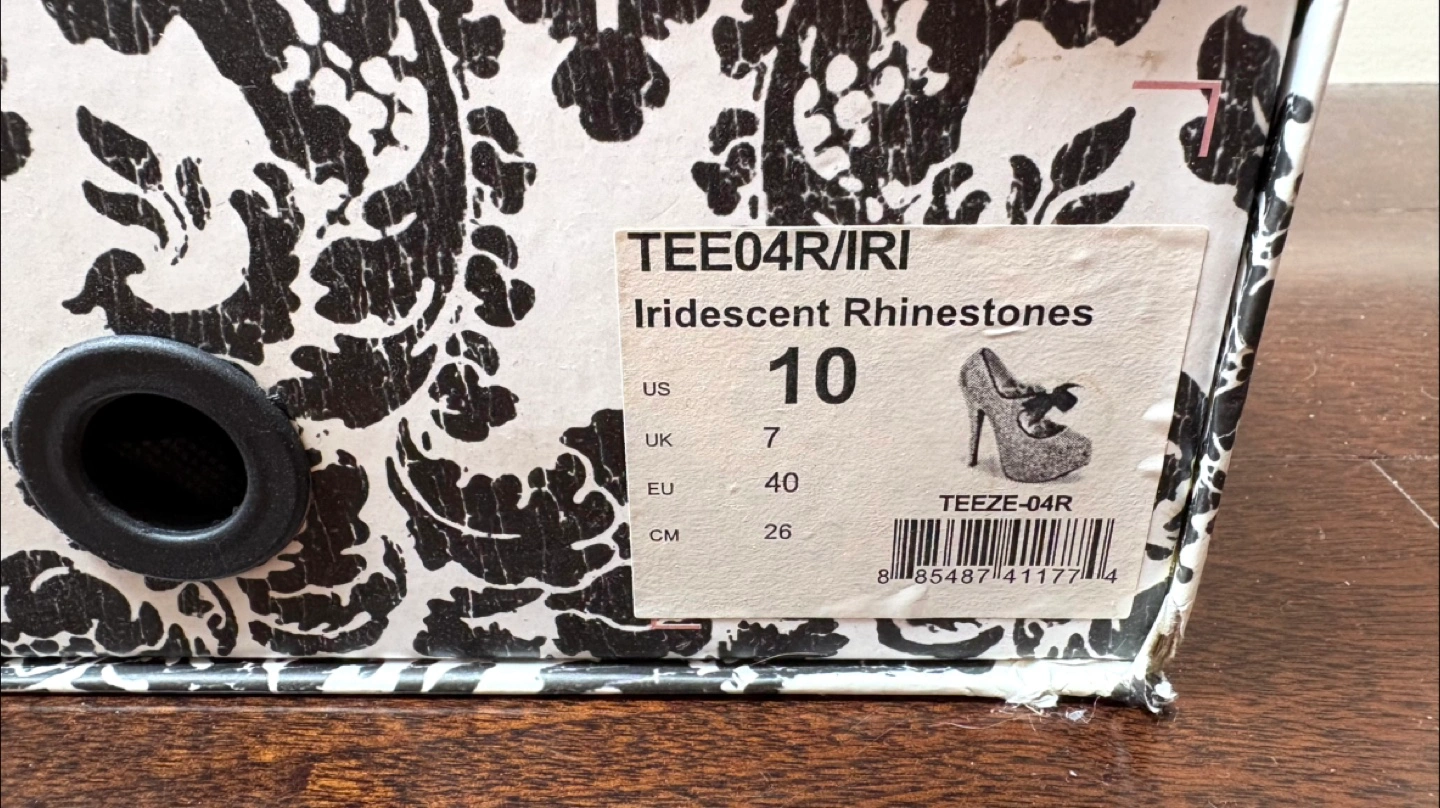 TEE04R/IRI
Iridescent Rhinestones
US 10
UK 7
EU 40
CM 26
TEEZE-04R
8 85487 41177 4